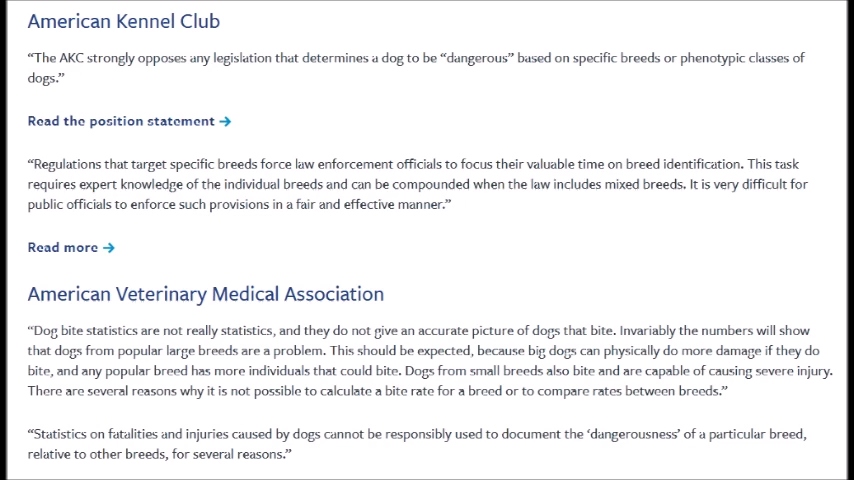 American Kennel Club
“The AKC strongly opposes any legislation that determines a dog to be “dangerous” based on specific breeds or phenotypic classes of
dogs.”
Read the position statement →
“Regulations that target specific breeds force law enforcement officials to focus their valuable time on breed identification. This task
requires expert knowledge of the individual breeds and can be compounded when the law includes mixed breeds. It is very difficult for
public officials to enforce such provisions in a fair and effective manner.”
Read more →
American Veterinary Medical Association
“Dog bite statistics are not really statistics, and they do not give an accurate picture of dogs that bite. Invariably the numbers will show
that dogs from popular large breeds are a problem. This should be expected, because big dogs can physically do more damage if they do
bite, and any popular breed has more individuals that could bite. Dogs from small breeds also bite and are capable of causing severe injury.
There are several reasons why it is not possible to calculate a bite rate for a breed or to compare rates between breeds.”
“Statistics on fatalities and injuries caused by dogs cannot be responsibly used to document the ‘dangerousness’ of a particular breed,
relative to other breeds, for several reasons.”